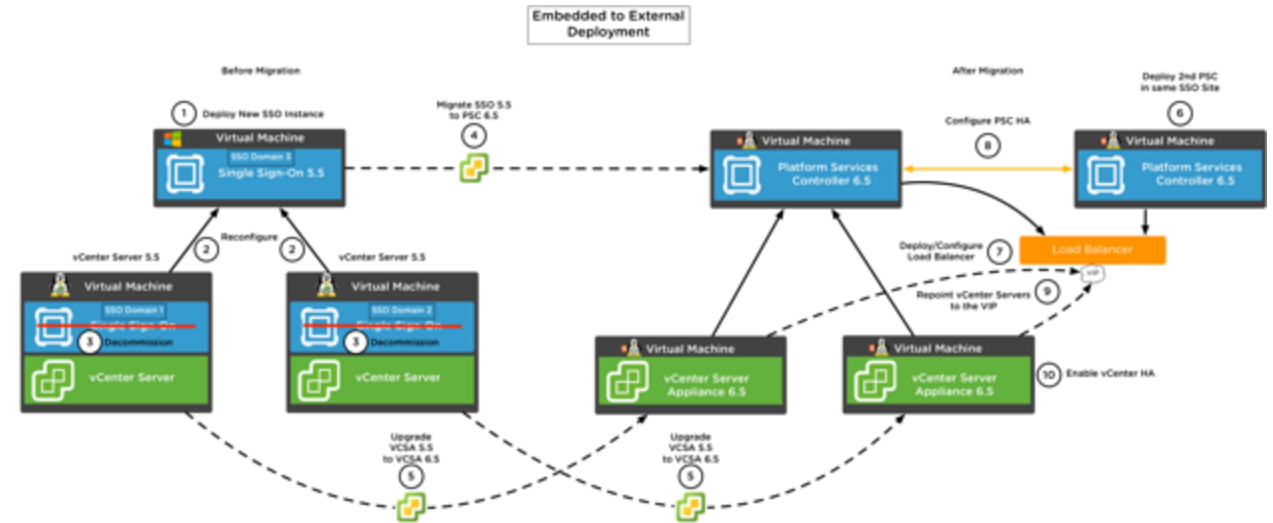 Embedded to External
Deployment
Before Migration
After Migration
1 Deploy New SSO Instance
Virtual Machine
SSO Domain 3
Single Sign-On 5.5
Migrate SSO 5.5
to PSC 6.5
4
Virtual Machine
Platform Services
Controller 6.5
Configure PSC HA
8
Deploy 2nd PSC
in same SSO Site
6
Virtual Machine
Platform Services
Controller 6.5
2 Reconfigure 2
vCenter Server 5.5
vCenter Server 5.5
Virtual Machine
SSO Domain 1
Single Sign-On
3 Decommission
vCenter Server
Virtual Machine
SSO Domain 2
Single Sign-On
3 Decommission
vCenter Server
Deploy/Configure
Load Balancer
7
Load Balancer
VIP
Repoint vCenter Servers
to the VIP
9
Virtual Machine
vCenter Server
Appliance 6.5
Virtual Machine
vCenter Server
Appliance 6.5
10 Enable vCenter HA
Upgrade
VCSA 5.5
to VCSA 6.5
5
Upgrade
VCSA 5.5
to VCSA 6.5
5